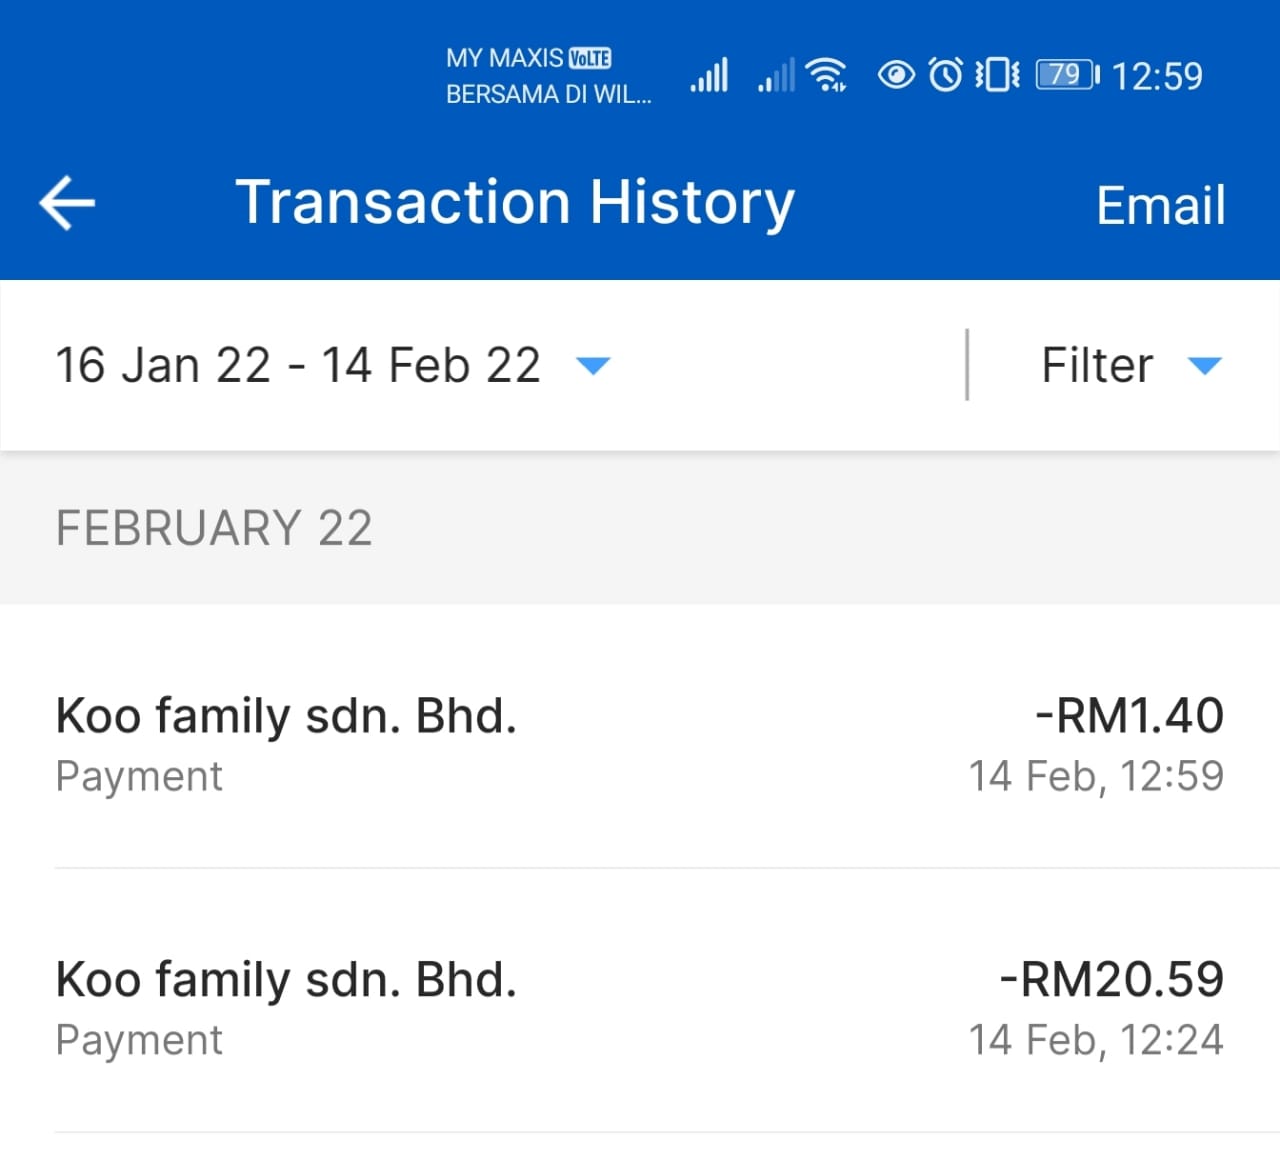 MY MAXIS VoLTE
BERSAMA DI WIL...
79 12:59
Transaction History
Email
16 Jan 22 - 14 Feb 22
Filter
FEBRUARY 22
Koo family sdn. Bhd.
-RM1.40
Payment
14 Feb, 12:59
Koo family sdn. Bhd.
-RM20.59
Payment
14 Feb, 12:24